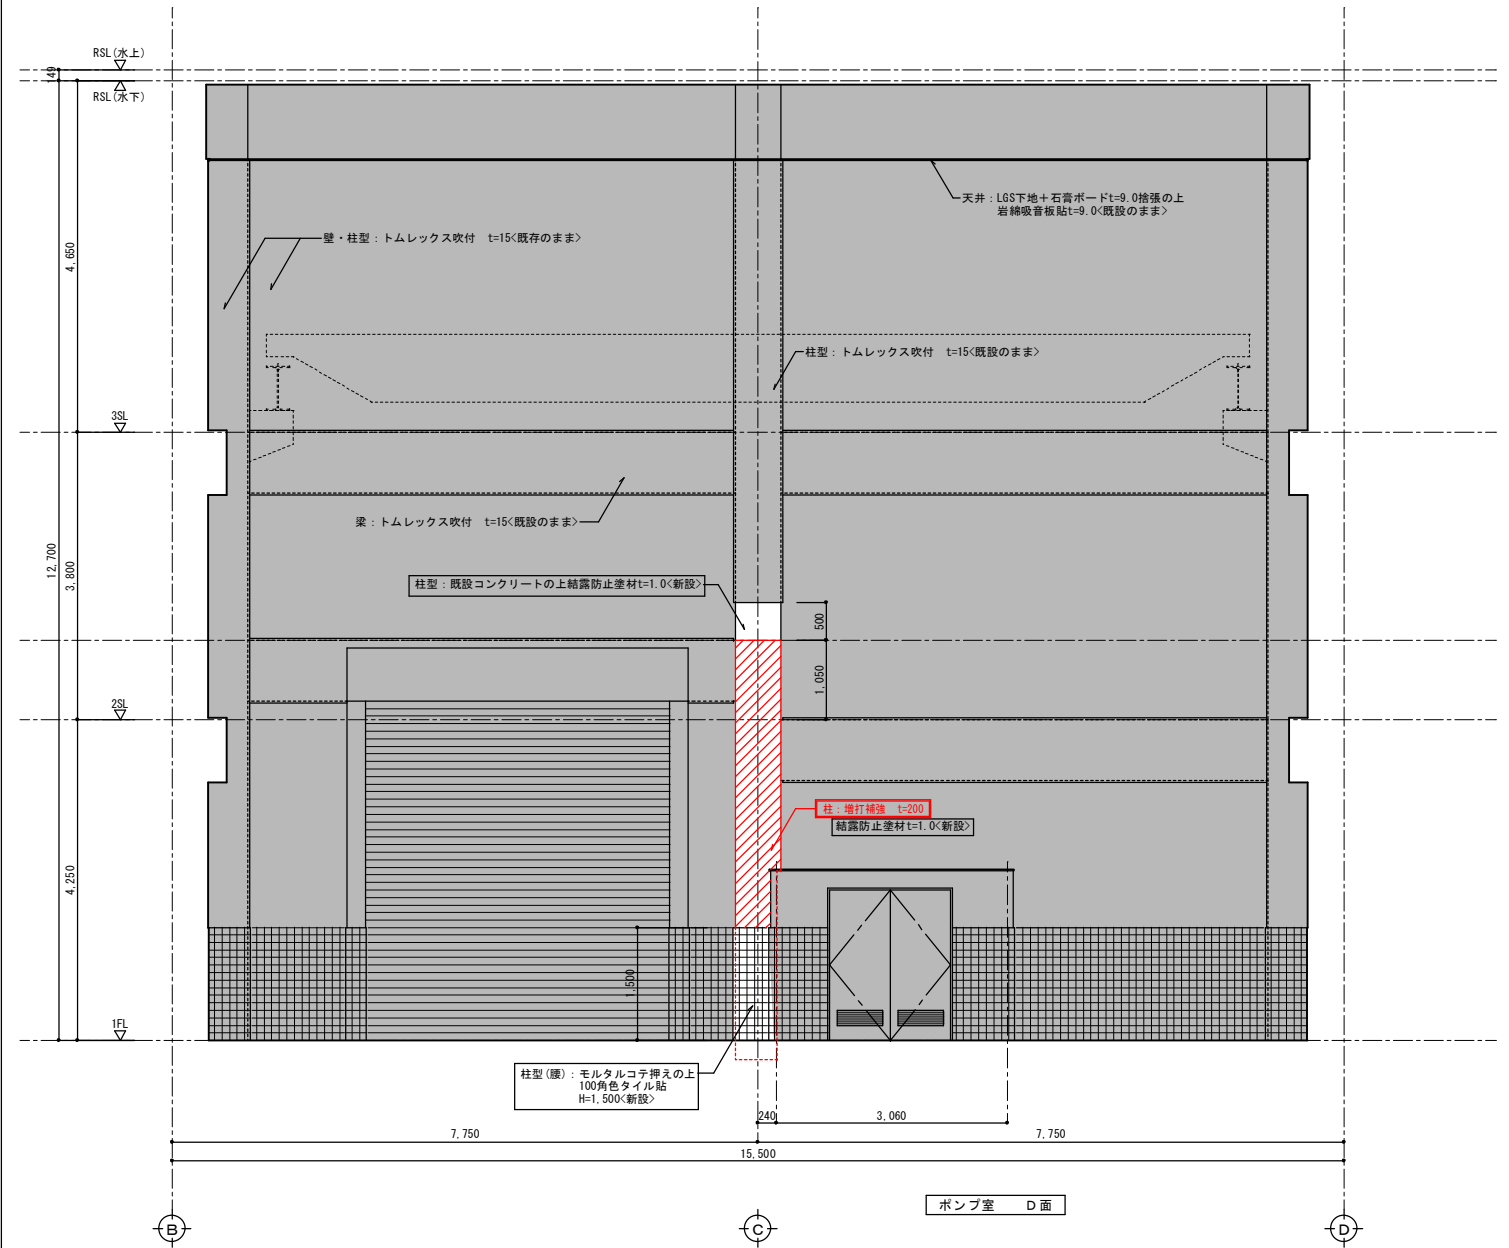 RSL(水上)
149
RSL(水下)
天井：LGS下地＋石膏ボードt=9.0捨張の上
岩綿吸音板貼t=9.0<既設のまま>
壁・柱型：トムレックス吹付　t=15<既存のまま>
4,650
柱型：トムレックス吹付　t=15<既設のまま>
3SL
梁：トムレックス吹付　t=15<既設のまま>
12,700
3,800
柱型：既設コンクリートの上結露防止塗材t=1.0<新設>
500
1,050
2SL
柱：増打補強　t=200
結露防止塗材t=1.0<新設>
4,250
1,500
1FL
柱型(腰)：モルタルコテ押えの上
100角色タイル貼
H=1,500<新設>
240
3,060
7,750
7,750
15,500
ポンプ室　　D面
B
C
D